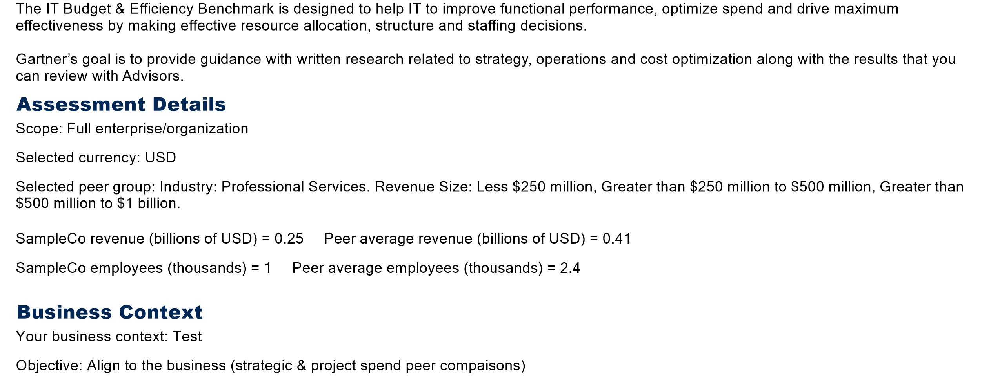 The IT Budget & Efficiency Benchmark is designed to help IT to improve functional performance, optimize spend and drive maximum
effectiveness by making effective resource allocation, structure and staffing decisions.
Gartner’s goal is to provide guidance with written research related to strategy, operations and cost optimization along with the results that you
can review with Advisors.
Assessment Details
Scope: Full enterprise/organization
Selected currency: USD
Selected peer group: Industry: Professional Services. Revenue Size: Less $250 million, Greater than $250 million to $500 million, Greater than
$500 million to $1 billion.
SampleCo revenue (billions of USD) = 0.25 Peer average revenue (billions of USD) = 0.41
SampleCo employees (thousands) = 1 Peer average employees (thousands) = 2.4
Business Context
Your business context: Test
Objective: Align to the business (strategic & project spend peer compaisons)